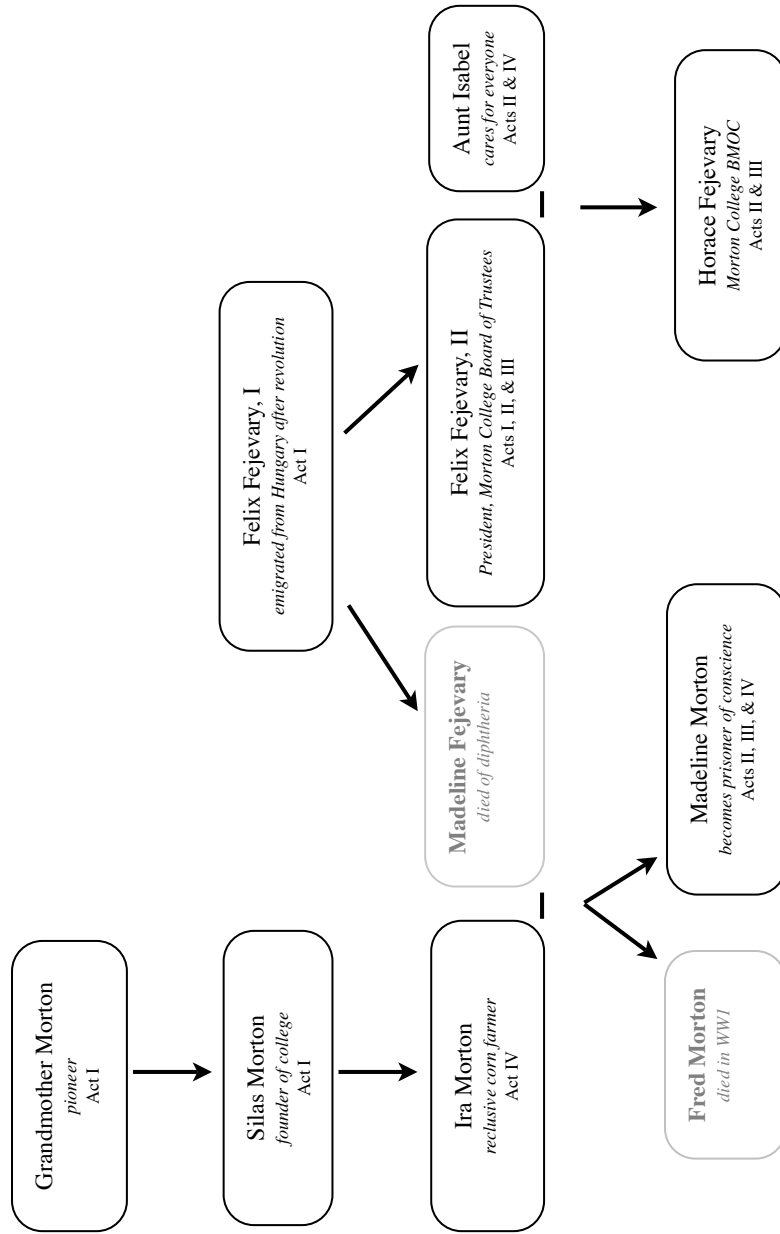 Grandmother Morton
pioneer
Act I
Silas Morton
founder of college
Act I
Felix Fejevary, I
emigrated from Hungary after revolution
Act I
Ira Morton
reclusive corn farmer
Act IV
Madeline Fejevary
died of diphtheria
Felix Fejevary, II
President, Morton College Board of Trustees
Acts I, II, & III
Aunt Isabel
cares for everyone
Acts II & IV
Fred Morton
died in WW1
Madeline Morton
becomes prisoner of conscience
Acts II, III, & IV
Horace Fejevary
Morton College BMOC
Acts II & III